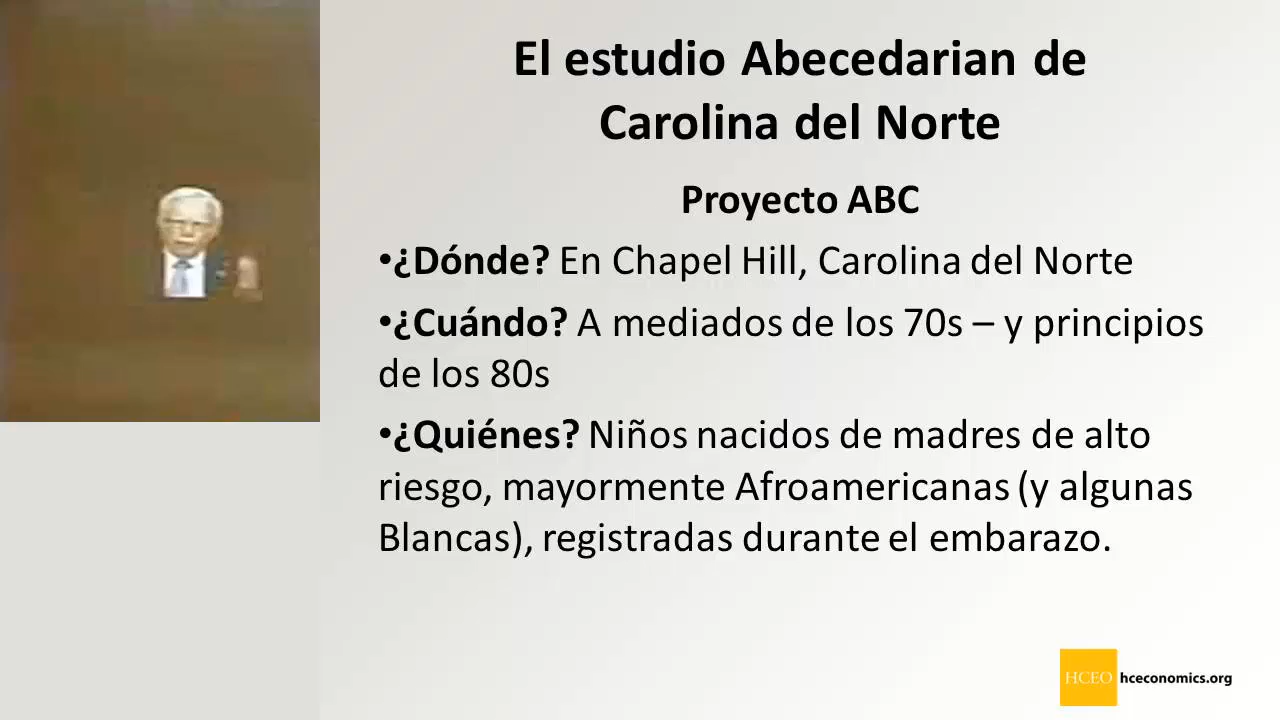 El estudio Abecedarian de
Carolina del Norte
Proyecto ABC
•¿Dónde? En Chapel Hill, Carolina del Norte
•¿Cuándo? A mediados de los 70s – y principios
de los 80s
•¿Quiénes? Niños nacidos de madres de alto
riesgo, mayormente Afroamericanas (y algunas
Blancas), registradas durante el embarazo.
HCEO hceconomics.org